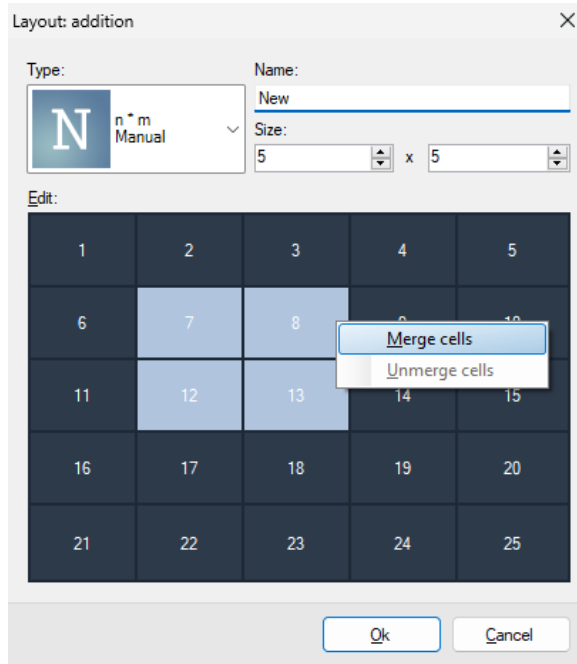 Layout: addition
Type:
Name:
N
n * m
Manual
New
Size:
5 x 5
Edit:
1 2 3 4 5
6 7 8
Merge cells
Unmerge cells
11 12 13 14 15
16 17 18 19 20
21 22 23 24 25
Ok Cancel